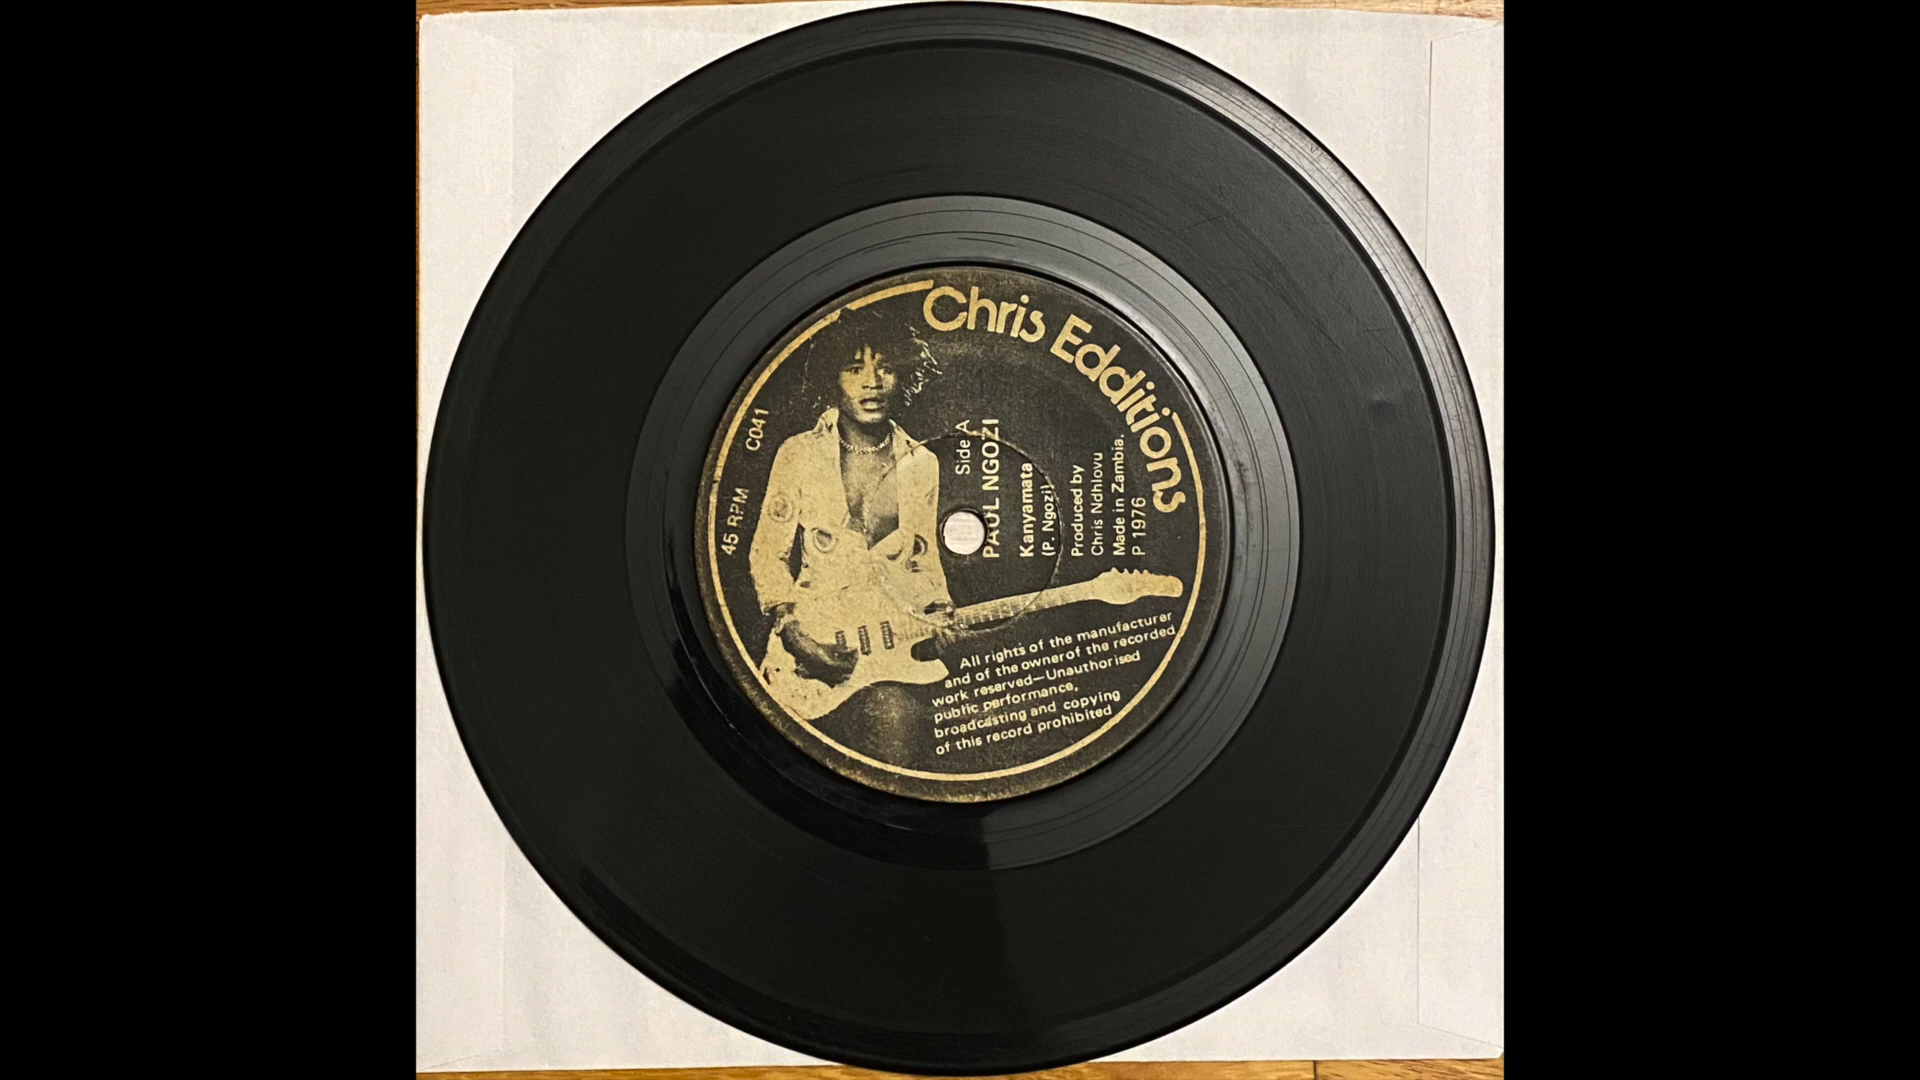 Chris Edditions
45 RPM C041
Side A
PAUL NGOZI
Kanyamata
(P. Ngozi)
Produced by
Chris Ndhlovu
Made in Zambia.
P 1976
All rights of the manufacturer
and of the ownerof the recorded
work reserved—Unauthorised
public performance,
broadcasting and copying
of this record prohibited